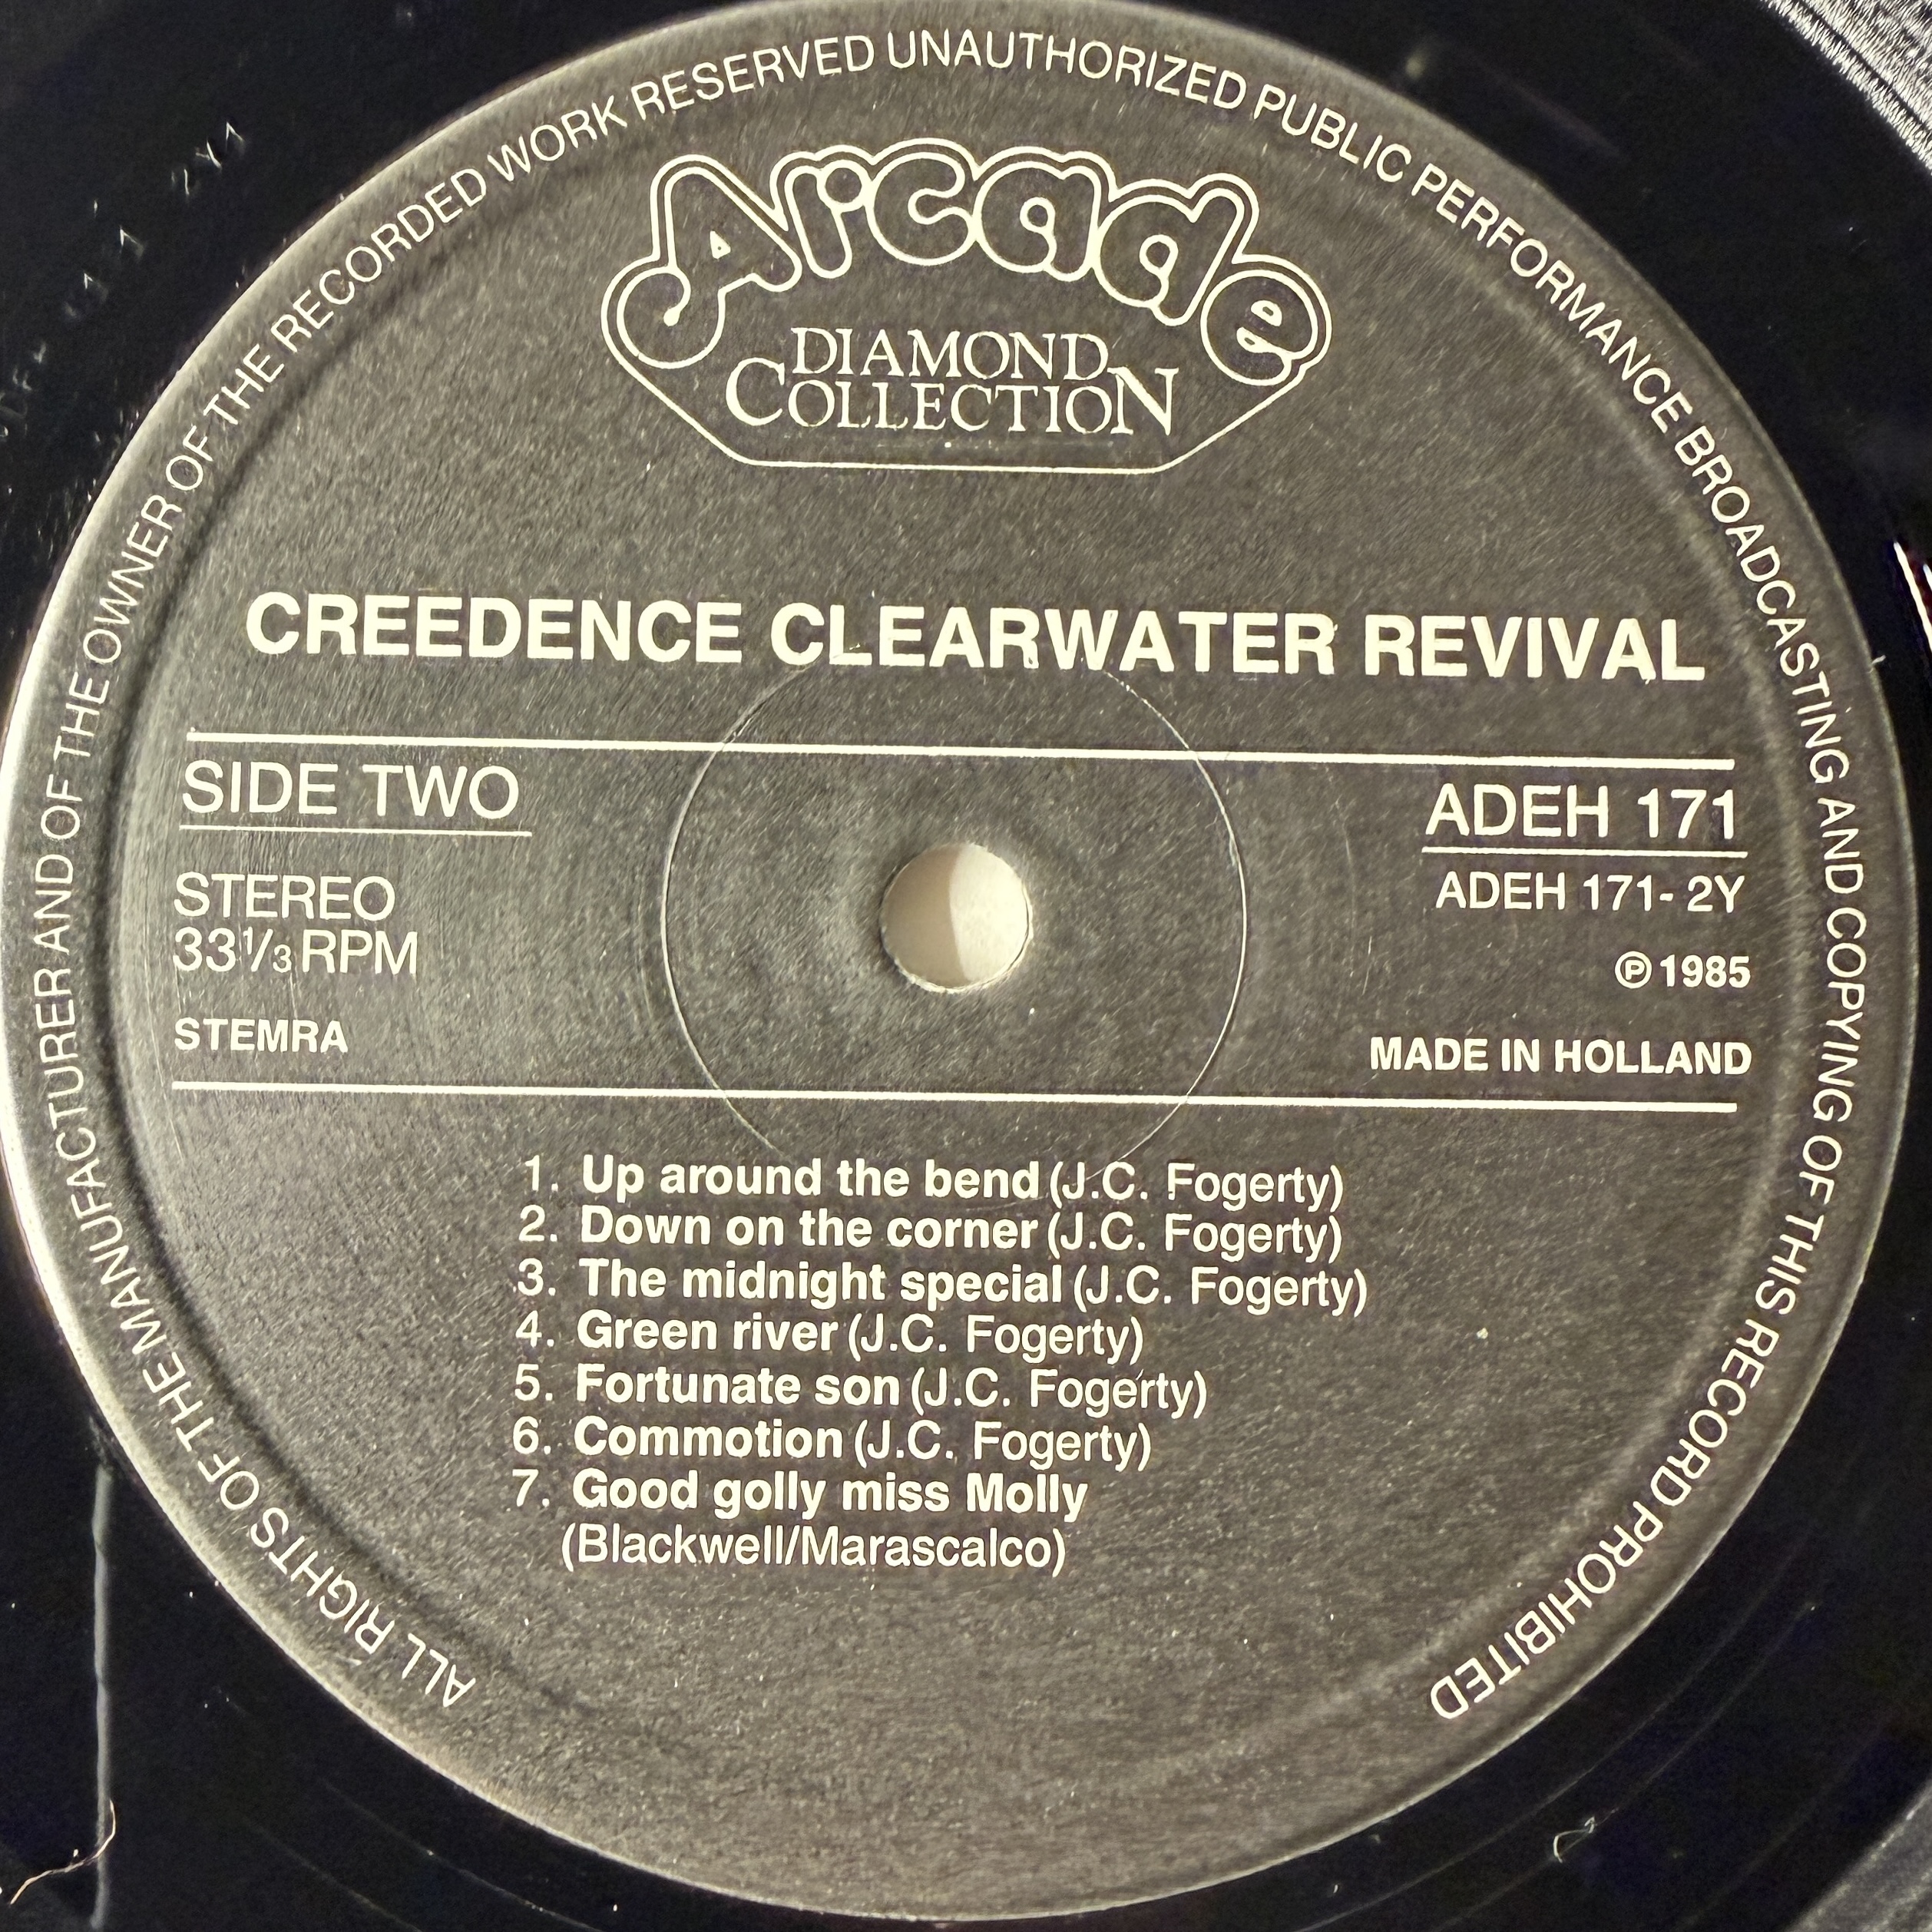 ALL RIGHTS OF THE MANUFACTURER AND OF THE OWNER OF THE RECORDED WORK RESERVED UNAUTHORIZED PUBLIC PERFORMANCE BROADCASTING AND COPYING OF THIS RECORD PROHIBITED
Arcade
DIAMOND
COLLECTION
CREEDENCE CLEARWATER REVIVAL
SIDE TWO
ADEH 171
STEREO
ADEH 171-2Y
33 1/3 RPM
℗ 1985
STEMRA
MADE IN HOLLAND
1. Up around the bend (J.C. Fogerty)
2. Down on the corner (J.C. Fogerty)
3. The midnight special (J.C. Fogerty)
4. Green river (J.C. Fogerty)
5. Fortunate son (J.C. Fogerty)
6. Commotion (J.C. Fogerty)
7. Good golly miss Molly
(Blackwell/Marascalco)
2Y1